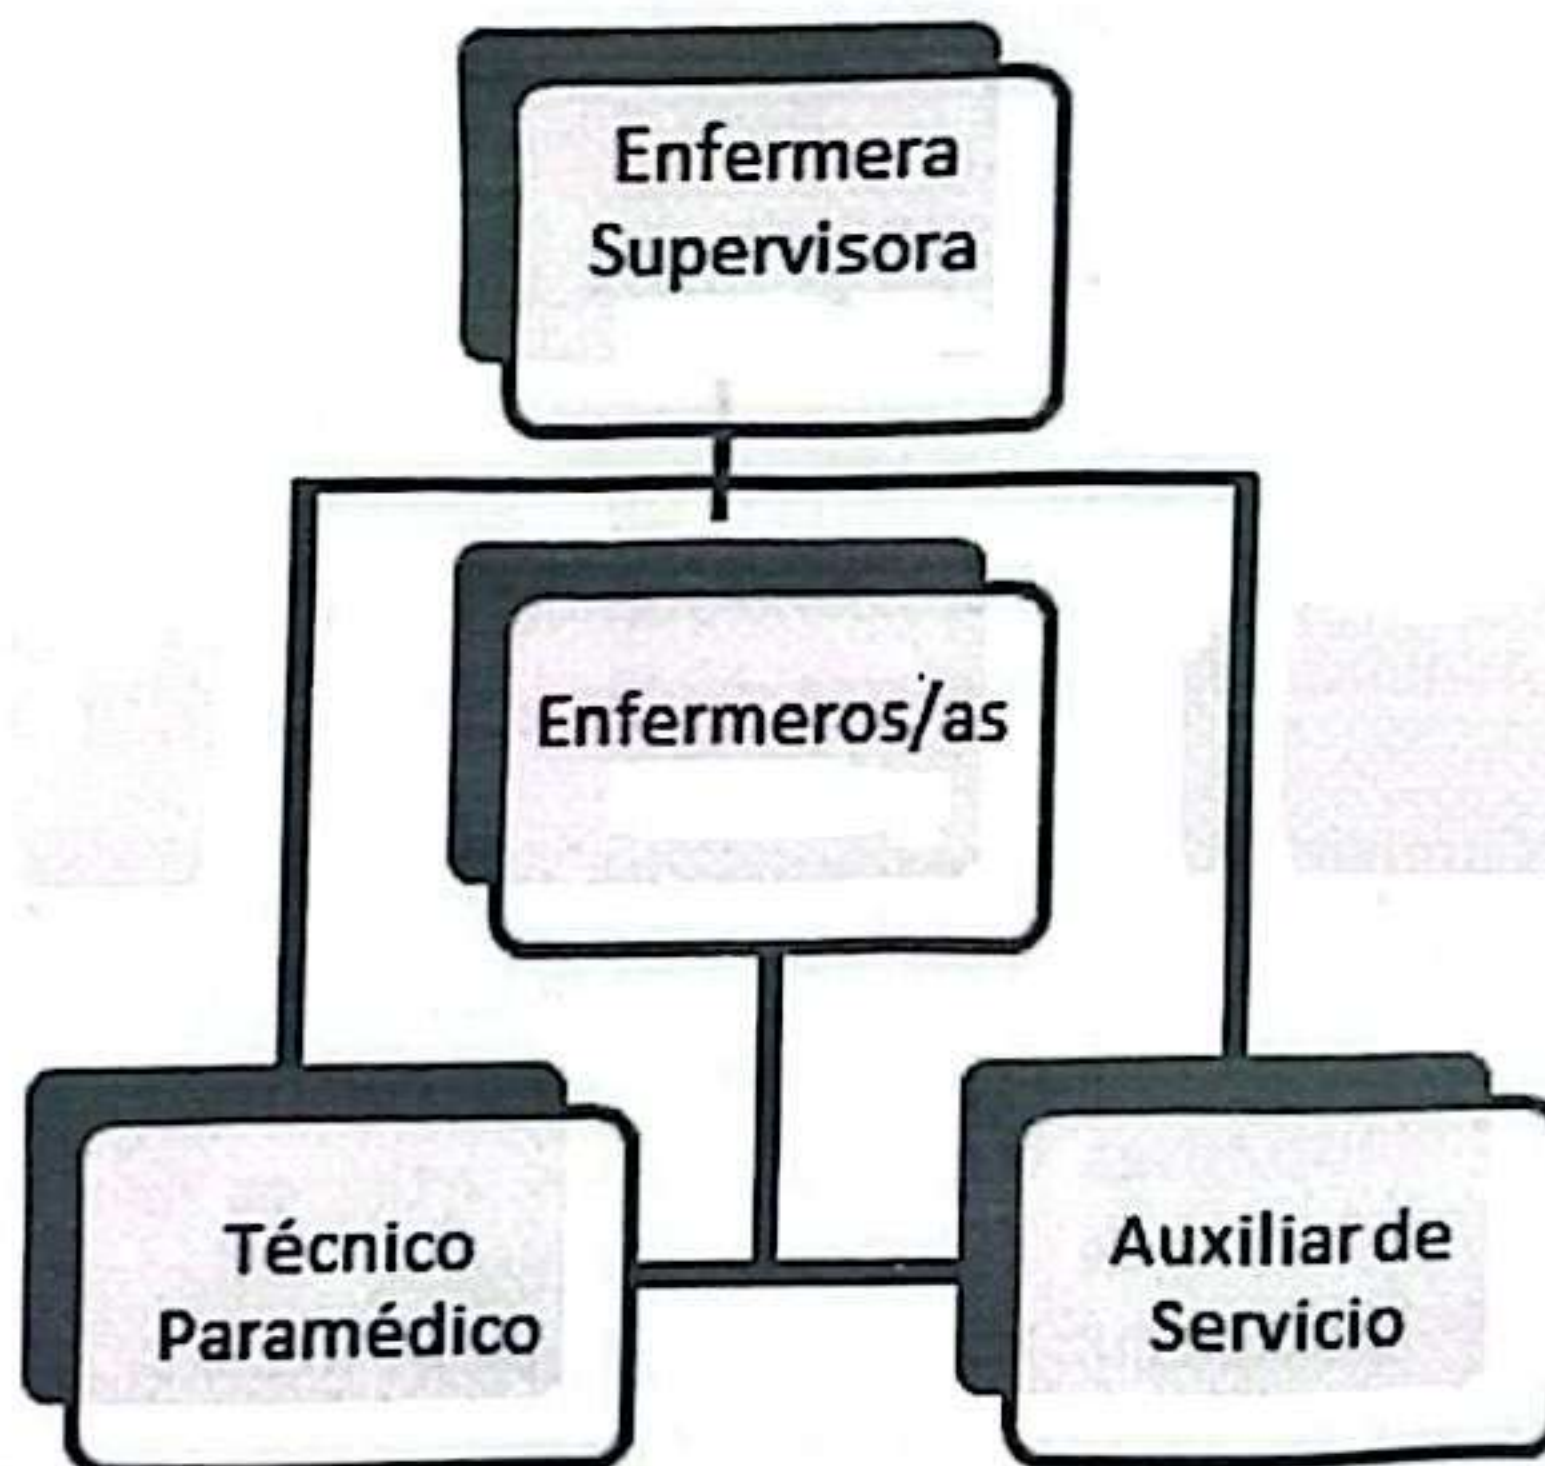 Enfermera
Supervisora
Enfermeros/as
Técnico
Paramédico
Auxiliar de
Servicio